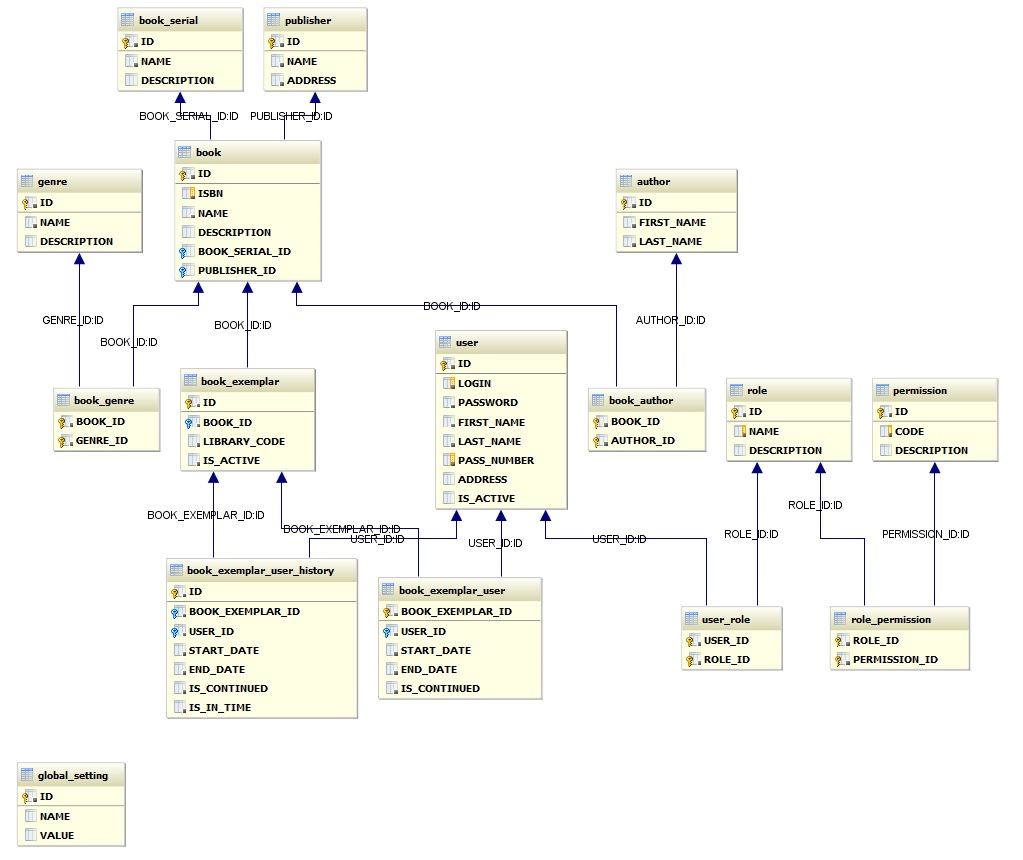 book_serial
ID
NAME
DESCRIPTION
publisher
ID
NAME
ADDRESS
BOOK_SERIAL_ID:ID
PUBLISHER_ID:ID
book
ID
ISBN
NAME
DESCRIPTION
BOOK_SERIAL_ID
PUBLISHER_ID
genre
ID
NAME
DESCRIPTION
author
ID
FIRST_NAME
LAST_NAME
GENRE_ID:ID
BOOK_ID:ID
BOOK_ID:ID
BOOK_ID:ID
AUTHOR_ID:ID
book_genre
BOOK_ID
GENRE_ID
book_exemplar
ID
BOOK_ID
LIBRARY_CODE
IS_ACTIVE
user
ID
LOGIN
PASSWORD
FIRST_NAME
LAST_NAME
PASS_NUMBER
ADDRESS
IS_ACTIVE
book_author
BOOK_ID
AUTHOR_ID
role
ID
NAME
DESCRIPTION
permission
ID
CODE
DESCRIPTION
BOOK_EXEMPLAR_ID:ID
BOOK_EXEMPLAR_ID:ID
USER_ID:ID
USER_ID:ID
USER_ID:ID
ROLE_ID:ID
ROLE_ID:ID
PERMISSION_ID:ID
book_exemplar_user_history
ID
BOOK_EXEMPLAR_ID
USER_ID
START_DATE
END_DATE
IS_CONTINUED
IS_IN_TIME
book_exemplar_user
BOOK_EXEMPLAR_ID
USER_ID
START_DATE
END_DATE
IS_CONTINUED
user_role
USER_ID
ROLE_ID
role_permission
ROLE_ID
PERMISSION_ID
global_setting
ID
NAME
VALUE